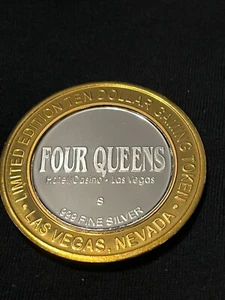 LIMITED EDITION TEN DOLLAR GAMING TOKEN
FOUR QUEENS
Hotel Casino • Las Vegas
S
.999 FINE SILVER
• LAS VEGAS, NEVADA •